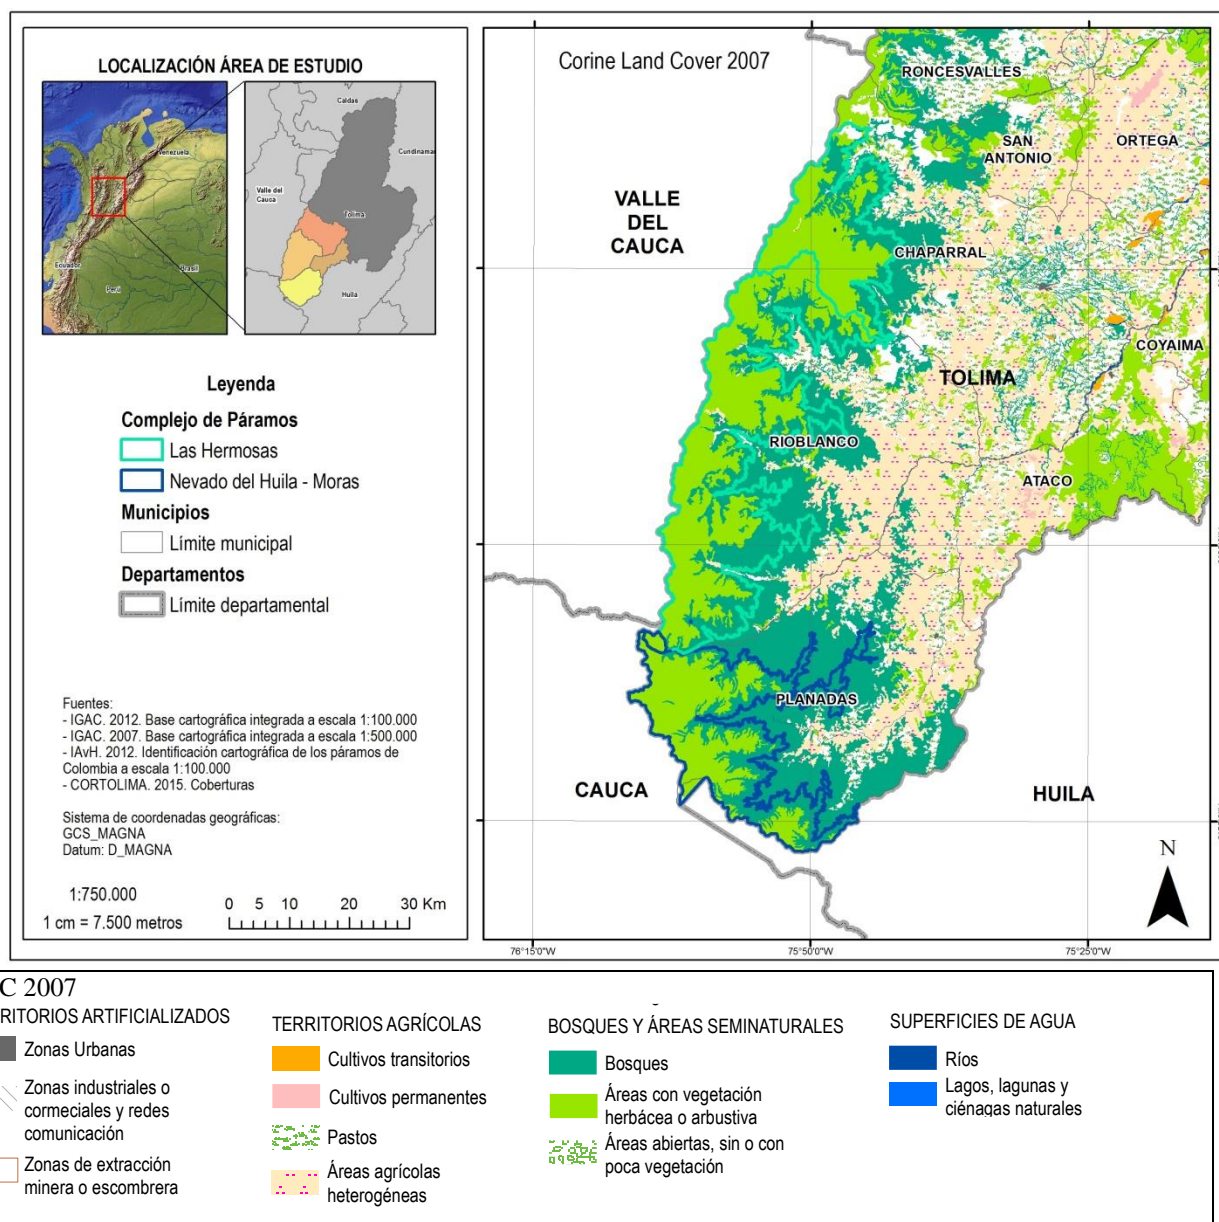 LOCALIZACIÓN ÁREA DE ESTUDIO
Venezuela
Ecuador
Perú
Brasil
Caldas
Cundinamar
Valle del
Cauca
Tolima
Huila
Leyenda
Complejo de Páramos
Las Hermosas
Nevado del Huila - Moras
Municipios
Límite municipal
Departamentos
Límite departamental
Fuentes:
- IGAC. 2012. Base cartográfica integrada a escala 1:100.000
- IGAC. 2007. Base cartográfica integrada a escala 1:500.000
- IAvH. 2012. Identificación cartográfica de los páramos de
Colombia a escala 1:100.000
- CORTOLIMA. 2015. Coberturas
Sistema de coordenadas geográficas:
GCS_MAGNA
Datum: D_MAGNA
1:750.000
1 cm = 7.500 metros
0 5 10 20 30 Km
Corine Land Cover 2007
RONCESVALLES
SAN
ANTONIO
ORTEGA
VALLE
DEL
CAUCA
CHAPARRAL
COYAIMA
TOLIMA
RIOBLANCO
ATACO
PLANADAS
CAUCA
HUILA
N
76°15'0"W
75°50'0"W
75°25'0"W
C 2007
RITORIOS ARTIFICIALIZADOS
Zonas Urbanas
Zonas industriales o
cormeciales y redes
comunicación
Zonas de extracción
minera o escombrera
TERRITORIOS AGRÍCOLAS
Cultivos transitorios
Cultivos permanentes
Pastos
Áreas agrícolas
heterogéneas
BOSQUES Y ÁREAS SEMINATURALES
Bosques
Áreas con vegetación
herbácea o arbustiva
Áreas abiertas, sin o con
poca vegetación
SUPERFICIES DE AGUA
Ríos
Lagos, lagunas y
ciénagas naturales